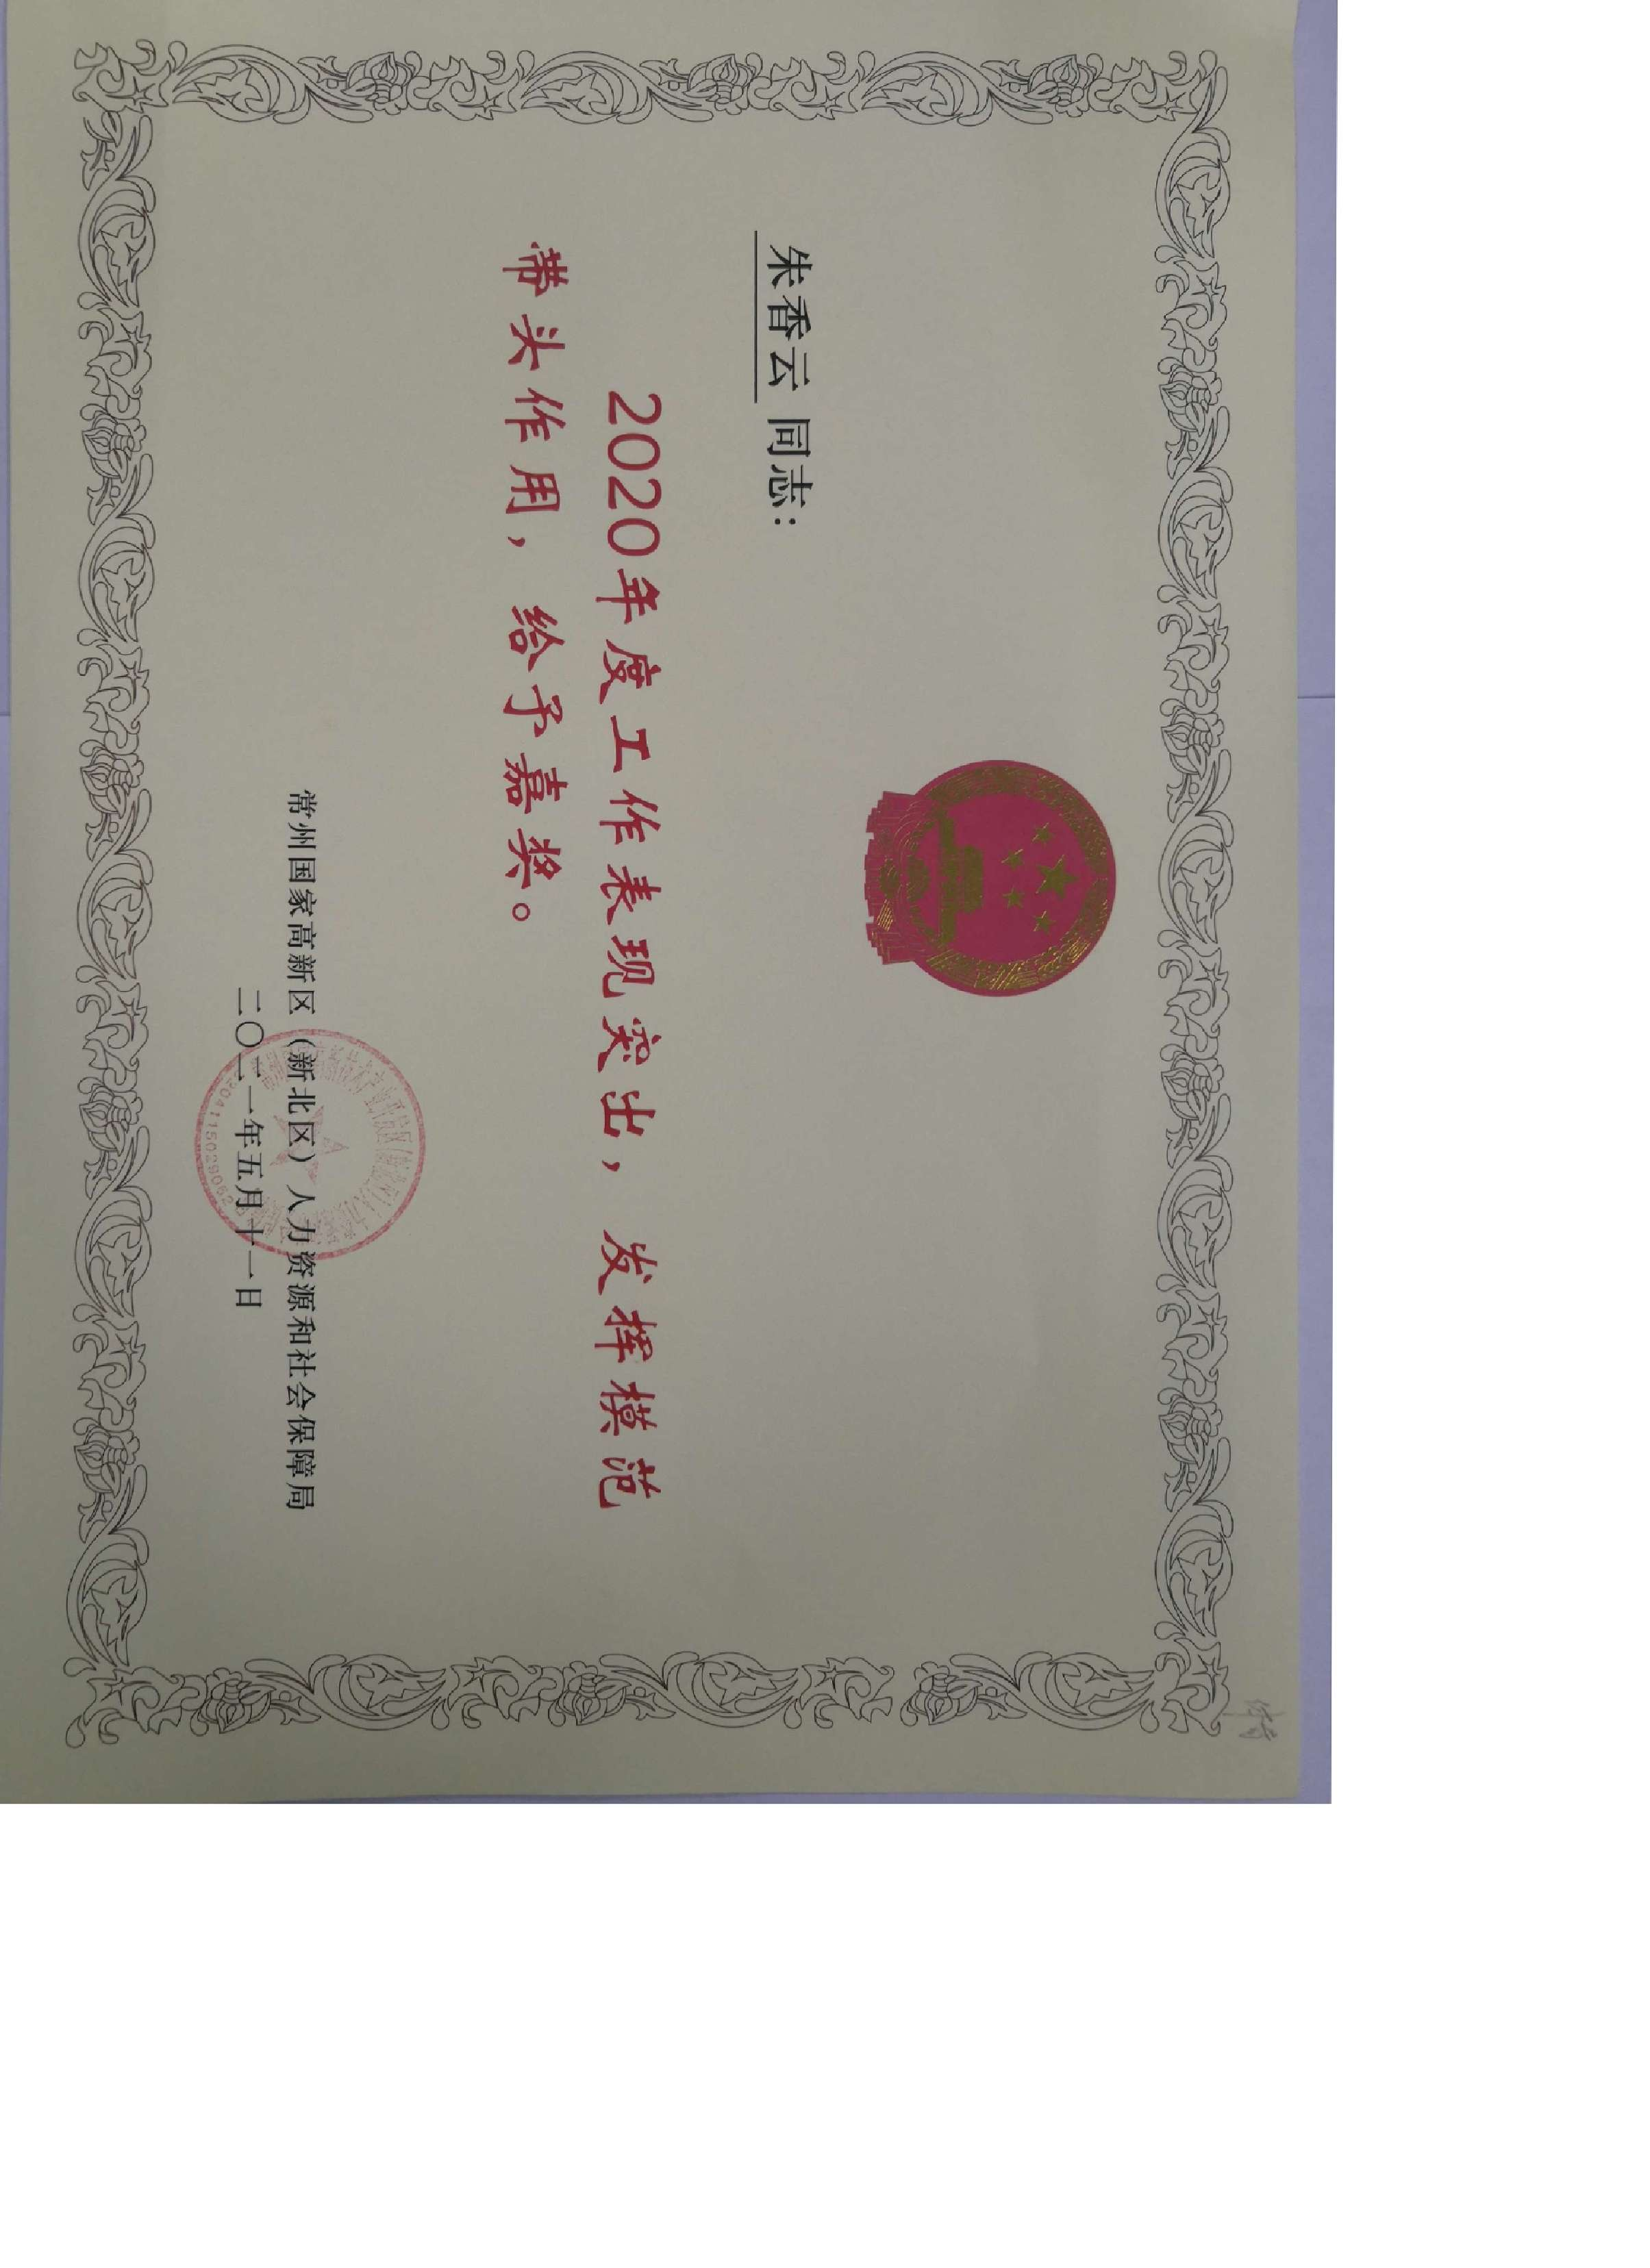 朱香云 同志：
2020年度工作表现突出，发挥模范
带头作用，给予嘉奖。
常州国家高新区（新北区）人力资源和社会保障局
二〇二一年五月十一日